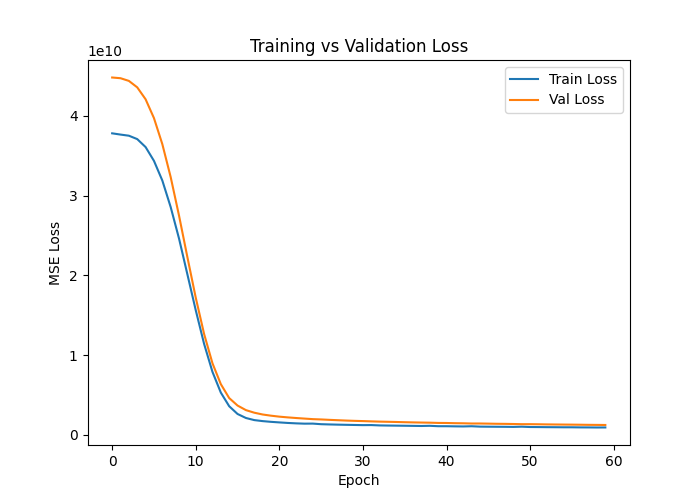 Training vs Validation Loss
1e10
Train Loss
Val Loss
4
3
2
1
0
MSE Loss
0 10 20 30 40 50 60
Epoch